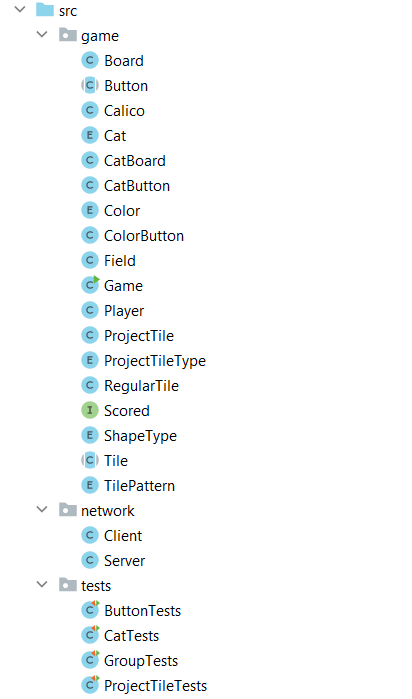 src
game
C Board
C Button
C Calico
E Cat
C CatBoard
C CatButton
E Color
C ColorButton
C Field
C Game
C Player
C ProjectTile
E ProjectTileType
C RegularTile
I Scored
E ShapeType
C Tile
E TilePattern
network
C Client
C Server
tests
C ButtonTests
C CatTests
C GroupTests
C ProjectTileTests